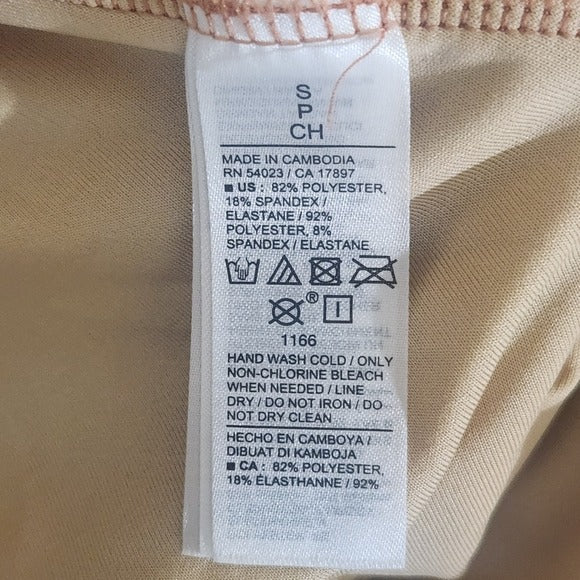 S
P
CH
MADE IN CAMBODIA
RN 54023 / CA 17897
■ US : 82% POLYESTER,
18% SPANDEX /
ELASTANE / 92%
POLYESTER, 8%
SPANDEX / ELASTANE
®
1166
HAND WASH COLD / ONLY
NON-CHLORINE BLEACH
WHEN NEEDED / LINE
DRY / DO NOT IRON / DO
NOT DRY CLEAN
HECHO EN CAMBOYA /
DIBUAT DI KAMBOJA
■ CA : 82% POLYESTER,
18% ÉLASTHANNE / 92%